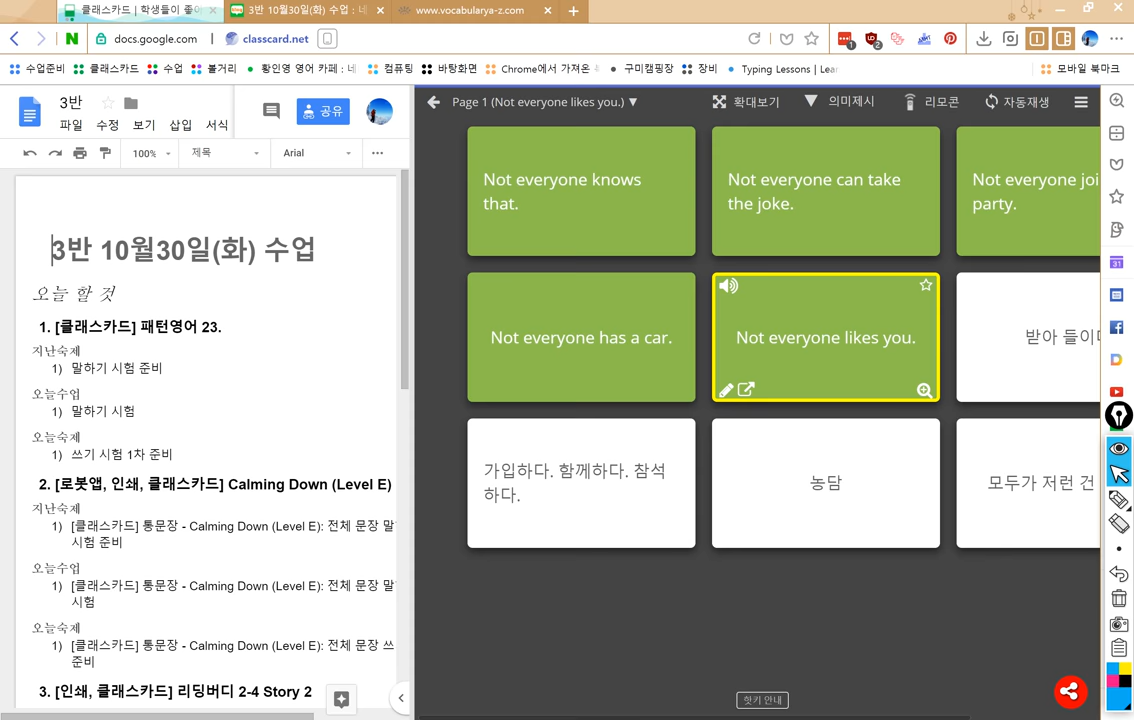 클래스카드 | 학생들이 좋아
3반 10월30일(화) 수업 : 네
www.vocabularya-z.com
docs.google.com
classcard.net
수업준비 클래스카드 수업 볼거리 황인영 영어 카페 : 네 컴퓨팅 바탕화면 Chrome에서 가져온 구미캠핑장 장비 Typing Lessons | Lear 모바일 북마크
3반
파일 수정 보기 삽입 서식
공유
100% 제목 Arial
3반 10월30일(화) 수업
오늘 할 것
1. [클래스카드] 패턴영어 23.
지난숙제
1) 말하기 시험 준비
오늘수업
1) 말하기 시험
오늘숙제
1) 쓰기 시험 1차 준비
2. [로봇앱, 인쇄, 클래스카드] Calming Down (Level E)
지난숙제
1) [클래스카드] 통문장 - Calming Down (Level E): 전체 문장 말
시험 준비
오늘수업
1) [클래스카드] 통문장 - Calming Down (Level E): 전체 문장 말
시험
오늘숙제
1) [클래스카드] 통문장 - Calming Down (Level E): 전체 문장 쓰
준비
3. [인쇄, 클래스카드] 리딩버디 2-4 Story 2
Page 1 (Not everyone likes you.) ▼
확대보기 의미제시 리모콘 자동재생
Not everyone knows
that.
Not everyone can take
the joke.
Not everyone joi
party.
Not everyone has a car.
Not everyone likes you.
받아 들이
가입하다. 함께하다. 참석
하다.
농담
모두가 저런 건
핫키 안내
31
1
2